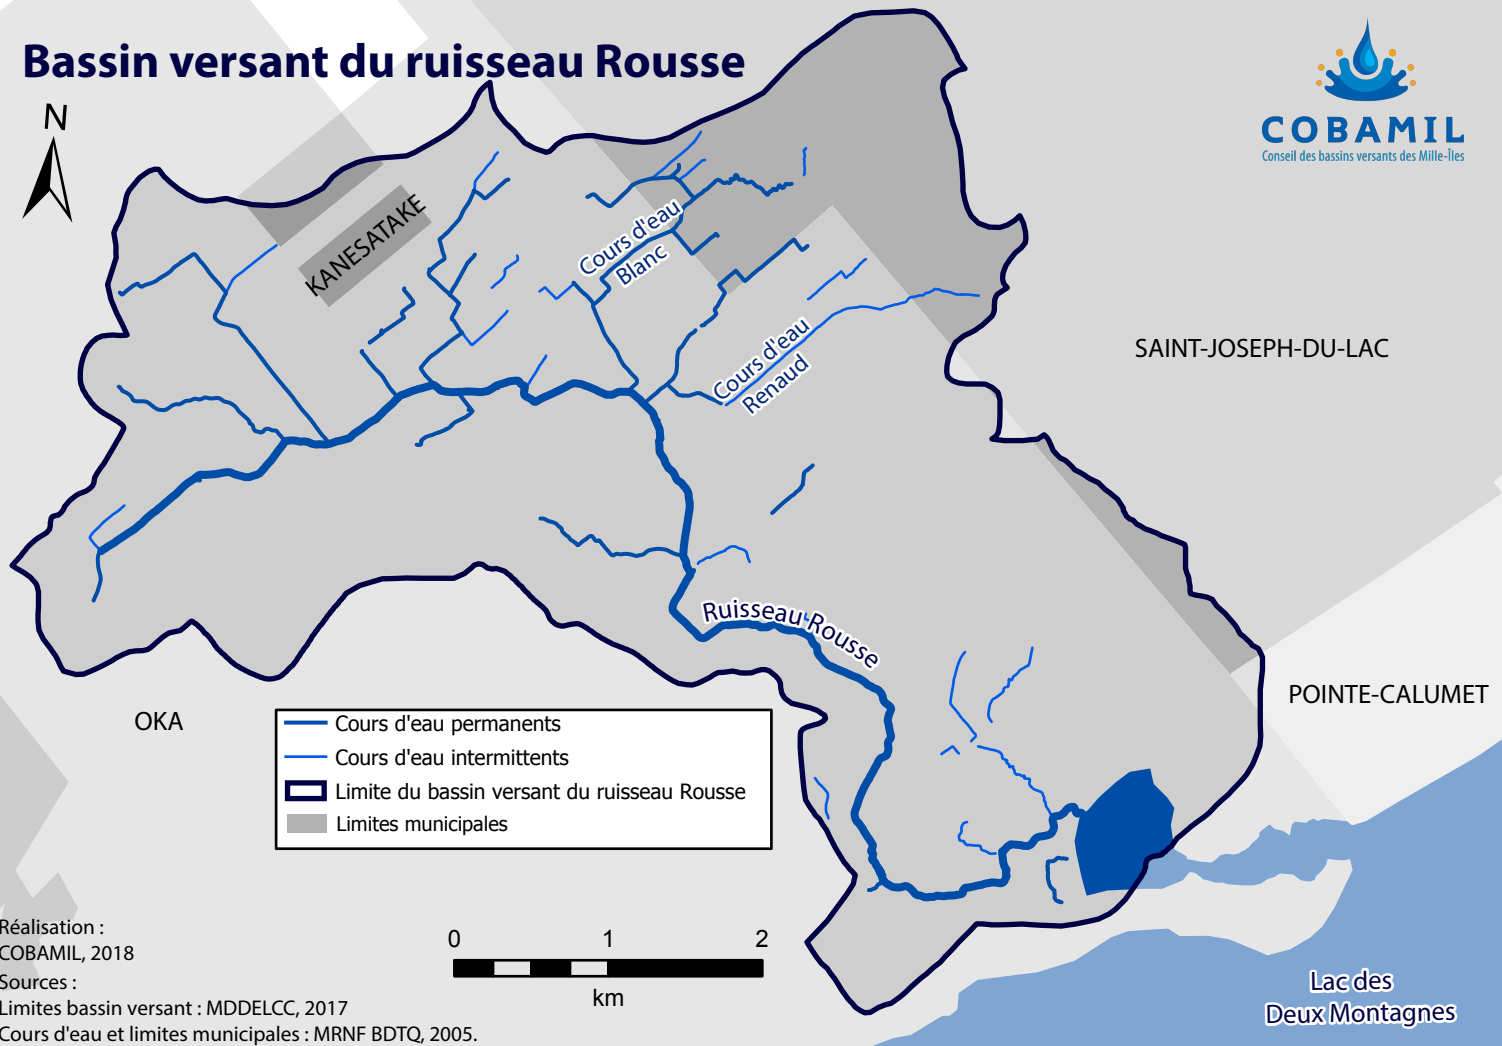 Bassin versant du ruisseau Rousse
N
COBAMIL
Conseil des bassins versants des Mille-Îles
KANESATAKE
Cours d'eau
Blanc
Cours d'eau
Renaud
SAINT-JOSEPH-DU-LAC
Ruisseau Rousse
POINTE-CALUMET
OKA
Cours d'eau permanents
Cours d'eau intermittents
Limite du bassin versant du ruisseau Rousse
Limites municipales
Réalisation :
COBAMIL, 2018
Sources :
Limites bassin versant : MDDELCC, 2017
Cours d'eau et limites municipales : MRNF BDTQ, 2005.
0 1 2
km
Lac des
Deux Montagnes